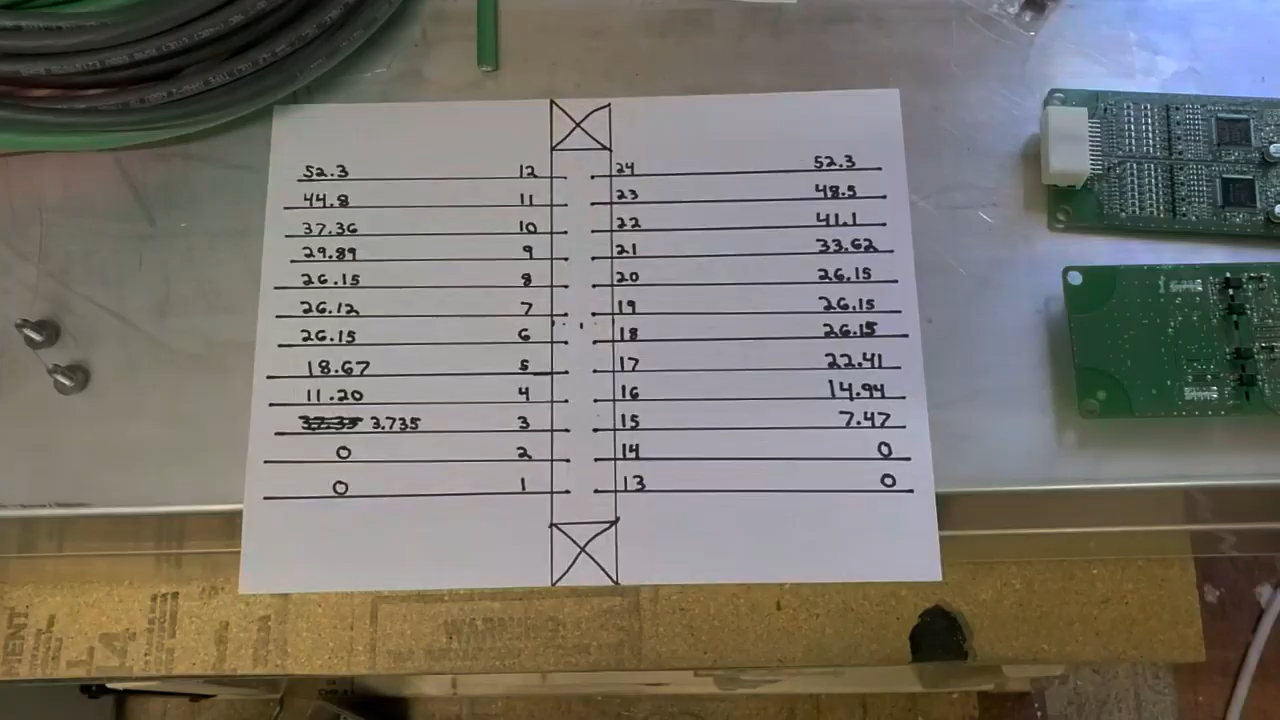 52.3 12 24 52.3
44.8 11 23 48.5
37.36 10 22 41.1
29.89 9 21 33.62
26.15 8 20 26.15
26.12 7 19 26.15
26.15 6 18 26.15
18.67 5 17 22.41
11.20 4 16 14.94
3.735 3 15 7.47
0 2 14 0
0 1 13 0